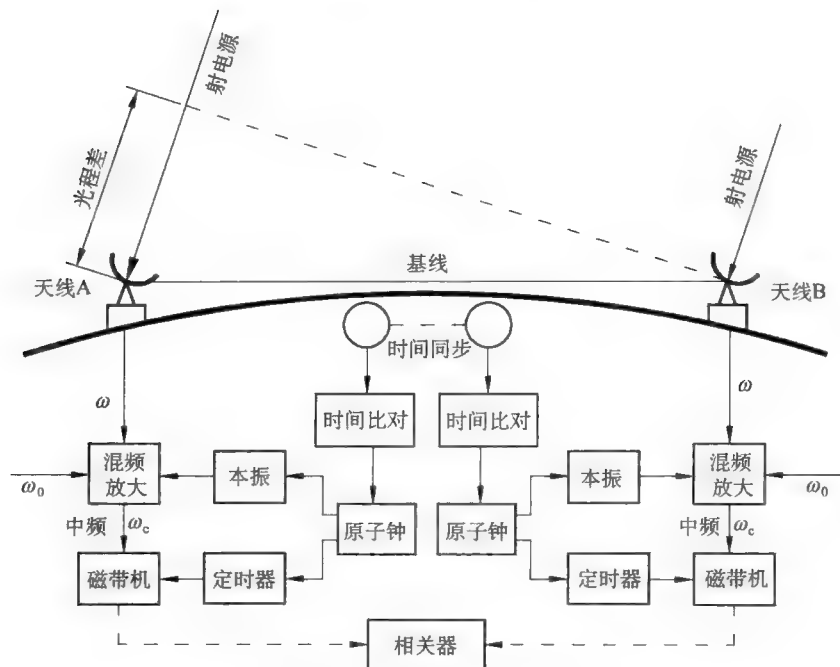 射电源
光程差
射电源
基线
天线A
天线B
时间同步
ω
ω
时间比对
时间比对
混频
放大
本振
本振
混频
放大
ω₀
ω₀
原子钟
原子钟
中频
ω_c
中频
ω_c
磁带机
定时器
定时器
磁带机
相关器